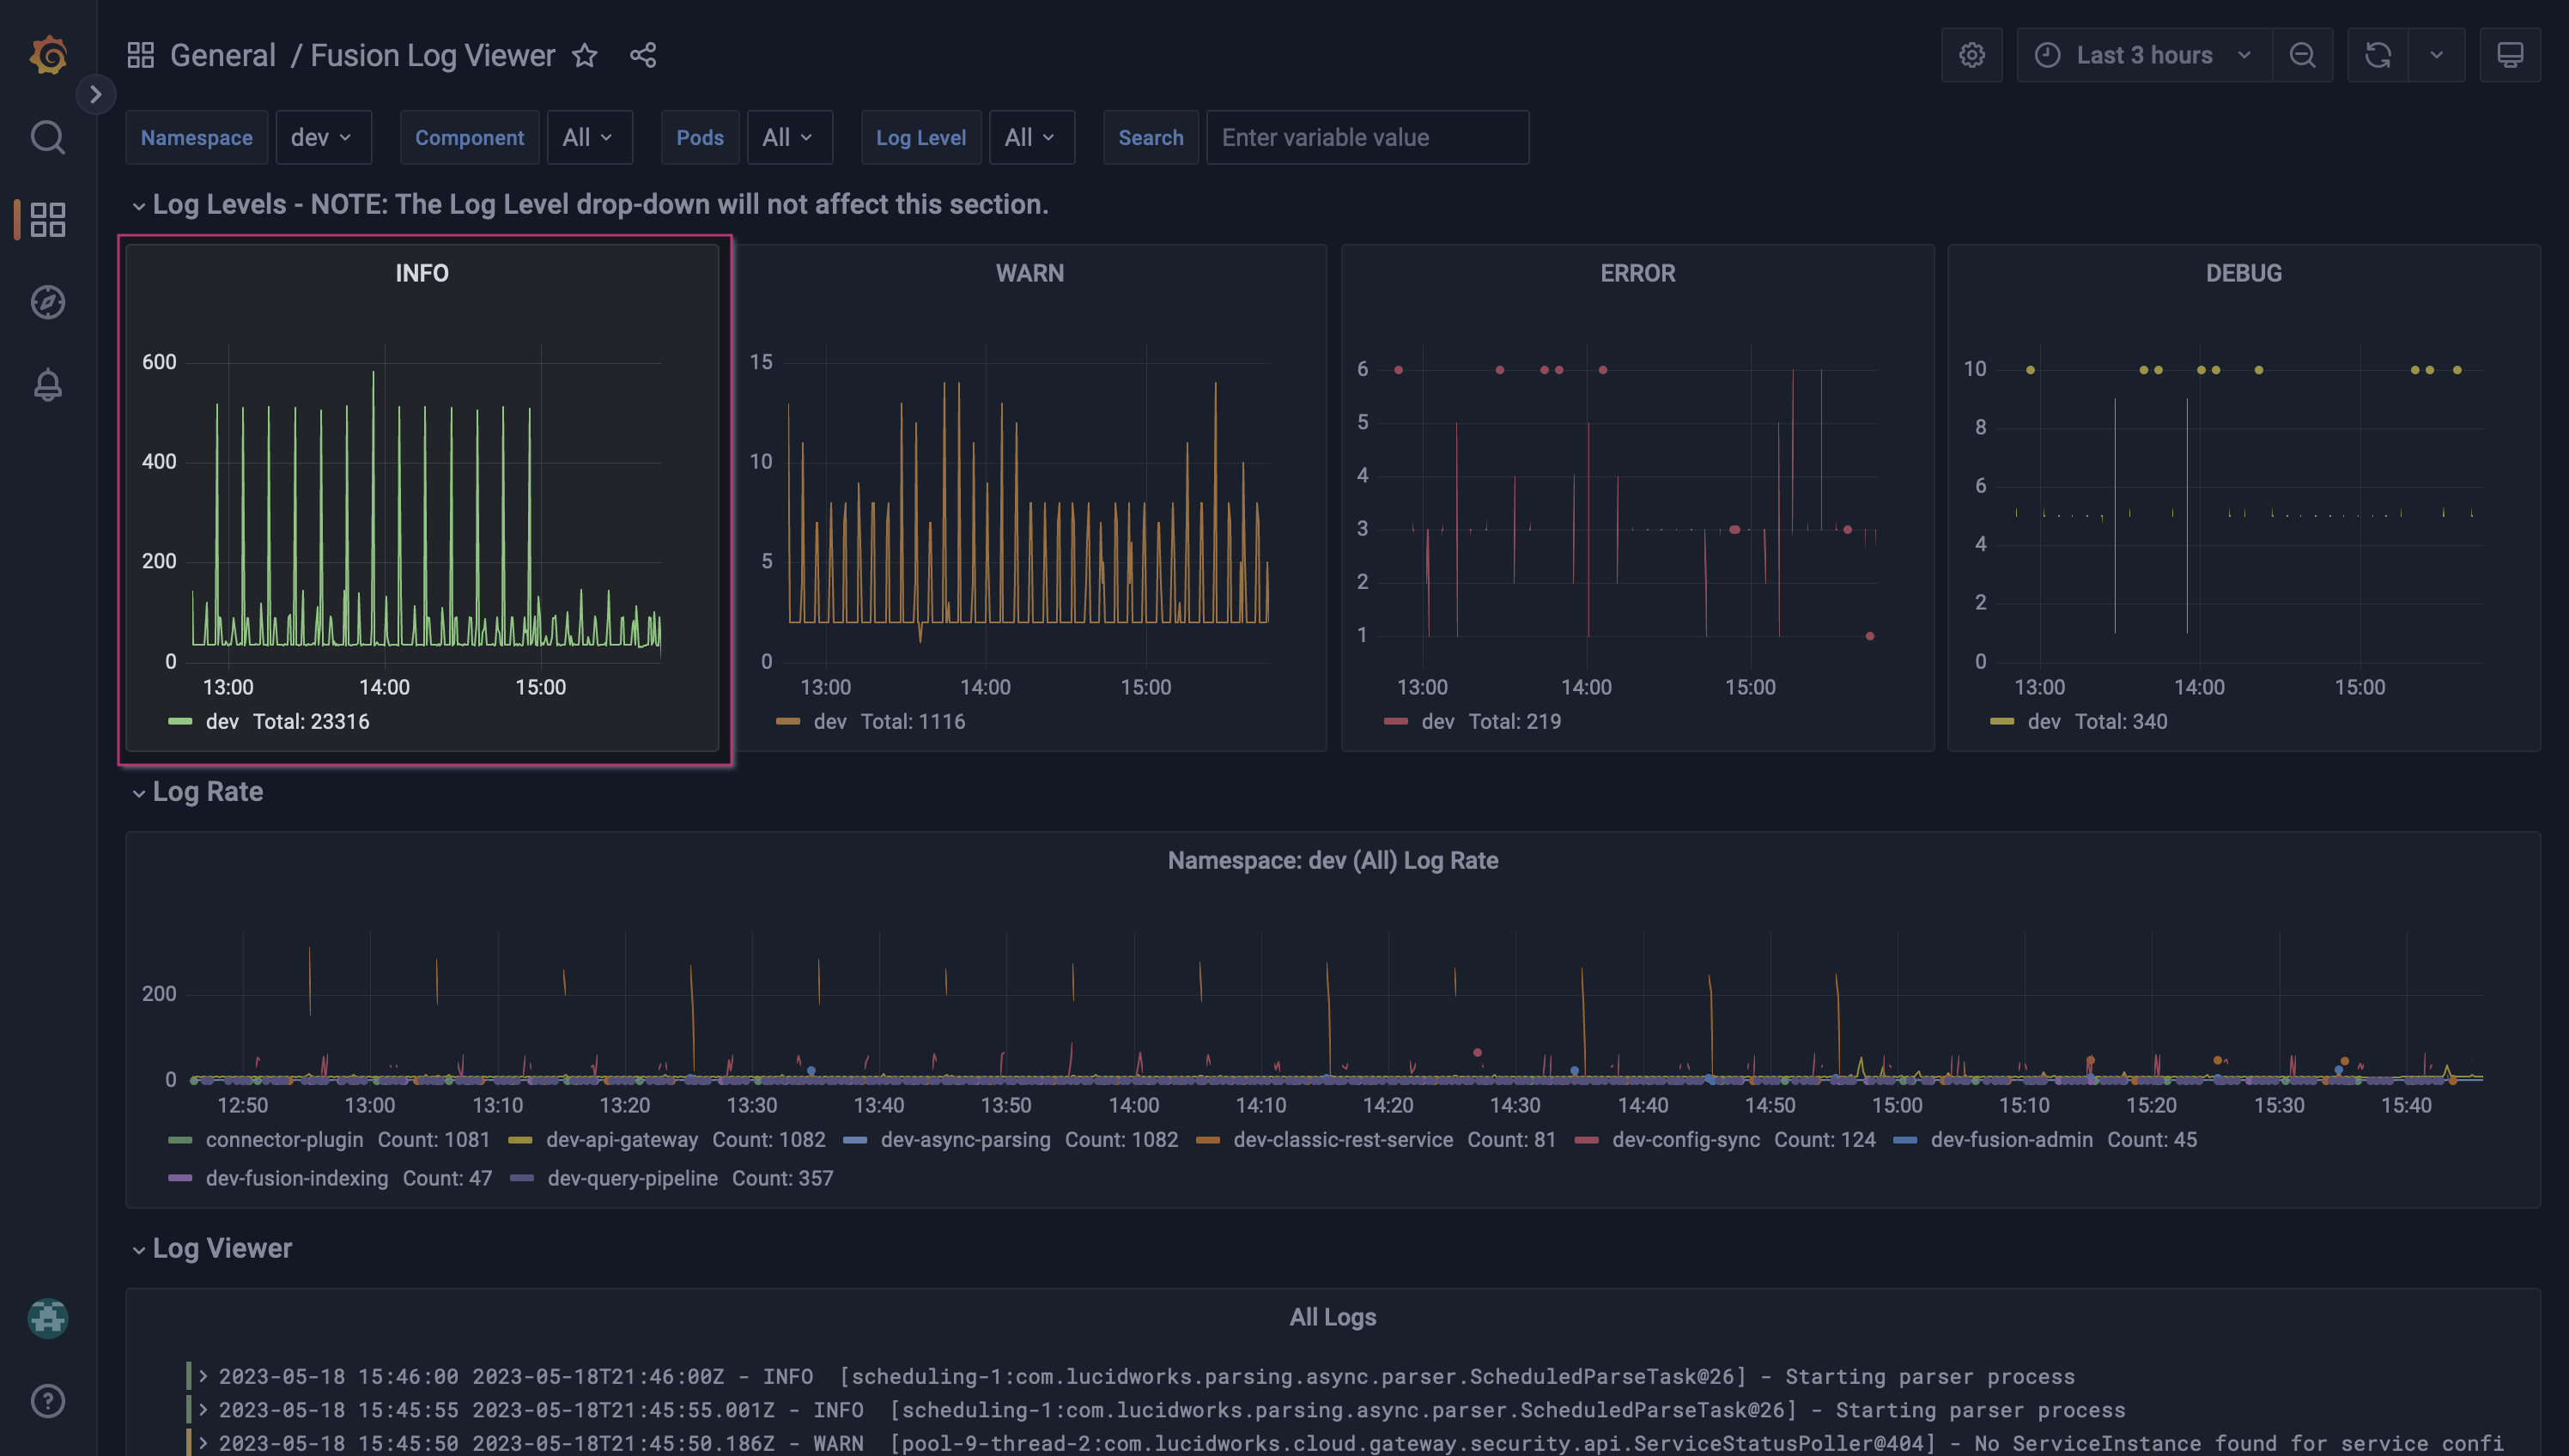 General / Fusion Log Viewer
Last 3 hours
Namespace dev Component All Pods All Log Level All Search Enter variable value
Log Levels - NOTE: The Log Level drop-down will not affect this section.
INFO
600
400
200
0
13:00 14:00 15:00
dev Total: 23316
WARN
15
10
5
0
13:00 14:00 15:00
dev Total: 1116
ERROR
6
5
4
3
2
1
13:00 14:00 15:00
dev Total: 219
DEBUG
10
8
6
4
2
0
13:00 14:00 15:00
dev Total: 340
Log Rate
Namespace: dev (All) Log Rate
200
0
12:50 13:00 13:10 13:20 13:30 13:40 13:50 14:00 14:10 14:20 14:30 14:40 14:50 15:00 15:10 15:20 15:30 15:40
connector-plugin Count: 1081 dev-api-gateway Count: 1082 dev-async-parsing Count: 1082 dev-classic-rest-service Count: 81 dev-config-sync Count: 124 dev-fusion-admin Count: 45
dev-fusion-indexing Count: 47 dev-query-pipeline Count: 357
Log Viewer
All Logs
> 2023-05-18 15:46:00 2023-05-18T21:46:00Z - INFO [scheduling-1:com.lucidworks.parsing.async.parser.ScheduledParseTask@26] - Starting parser process
> 2023-05-18 15:45:55 2023-05-18T21:45:55.001Z - INFO [scheduling-1:com.lucidworks.parsing.async.parser.ScheduledParseTask@26] - Starting parser process
> 2023-05-18 15:45:50 2023-05-18T21:45:50.186Z - WARN [pool-9-thread-2:com.lucidworks.cloud.gateway.security.api.ServiceStatusPoller@404] - No ServiceInstance found for service confi